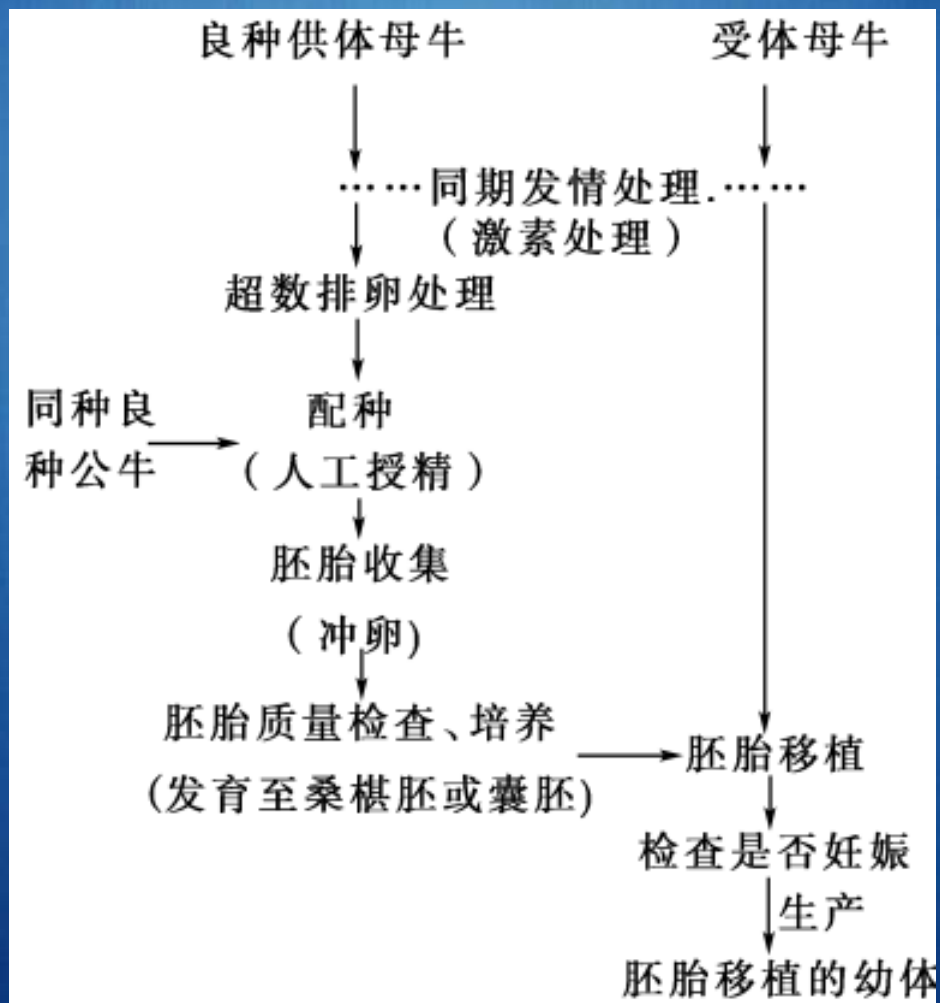 良种供体母牛
受体母牛
……同期发情处理.……
(激素处理)
超数排卵处理
同种良
种公牛
配种
(人工授精)
胚胎收集
(冲卵)
胚胎质量检查、培养
(发育至桑椹胚或囊胚)
胚胎移植
检查是否妊娠
生产
胚胎移植的幼体